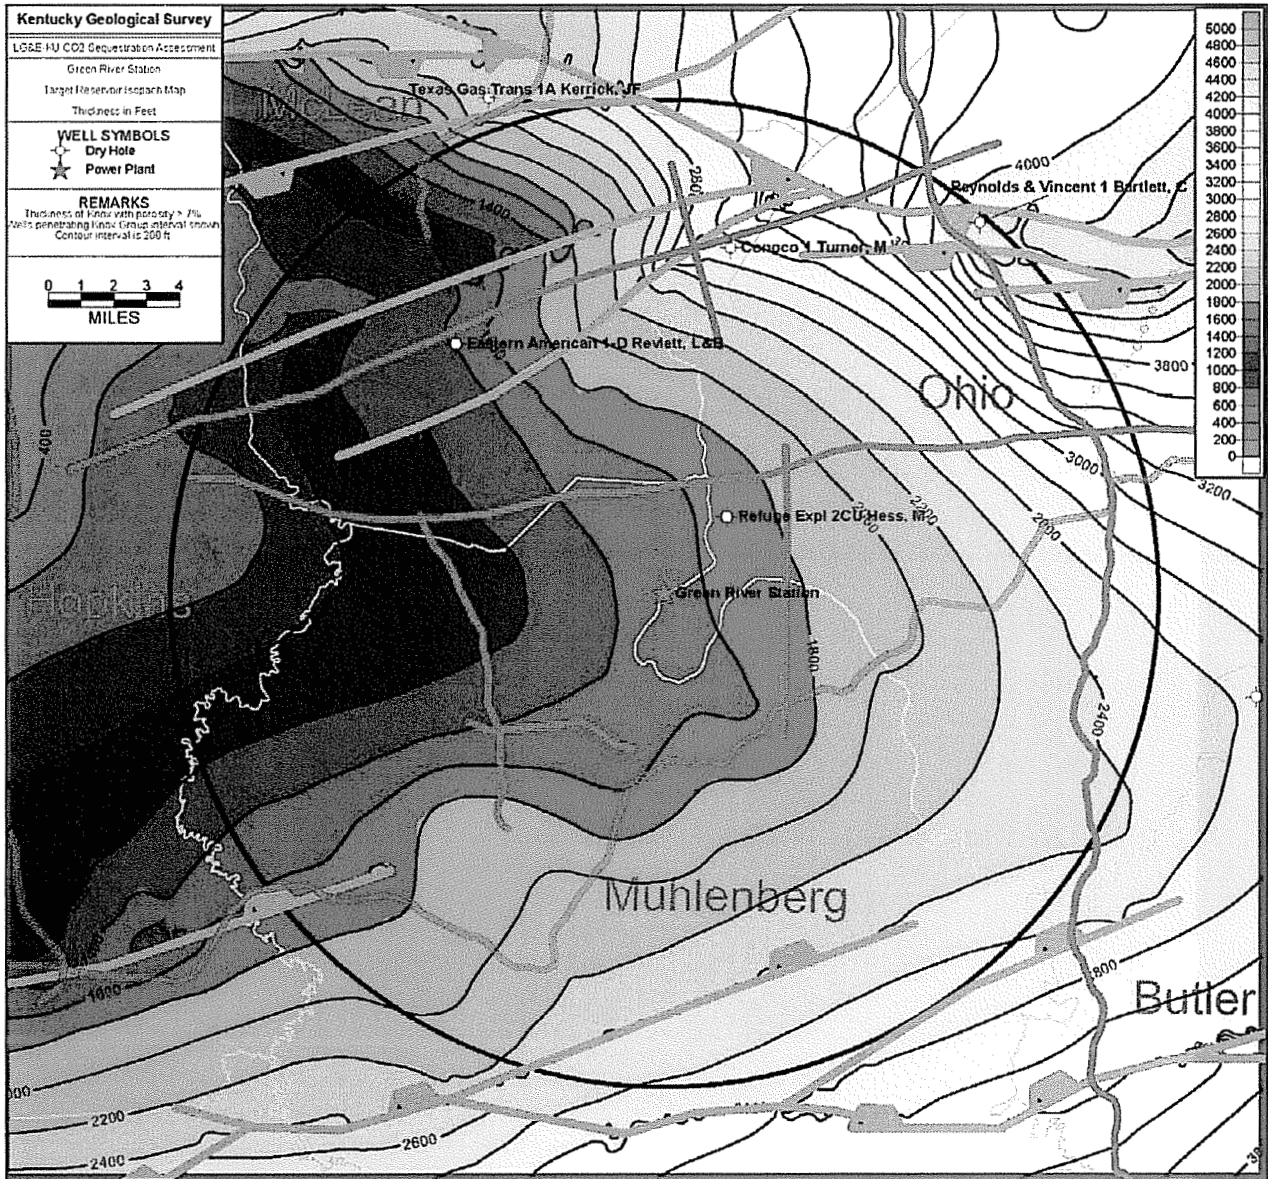 Kentucky Geological Survey
LG&E-KU CO2 Sequestration Assessment
Green River Station
Target Reservoir Isopach Map
Thickness in Feet
WELL SYMBOLS
Dry Hole
Power Plant
REMARKS
Thickness of Knox with porosity > 7%
Wells penetrating Knox Group interval shown
Contour interval is 200 ft
0 1 2 3 4
MILES
5000
4800
4600
4400
4200
4000
3800
3600
3400
3200
3000
2800
2600
2400
2200
2000
1800
1600
1400
1200
1000
800
600
400
200
0
McLean
Texas Gas Trans 1A Kerrick, JF
4000
Reynolds & Vincent 1 Bartlett, C
1400
Conoco 1 Turner, M
Eastern American 1-D Revlett, L&B
3800
Ohio
400
3000
3200
Refuge Expl 2CU Hess, M
2200
Green River Station
Hopkins
1800
2400
Muhlenberg
1600
800
Butler
000
2200
2600
2400